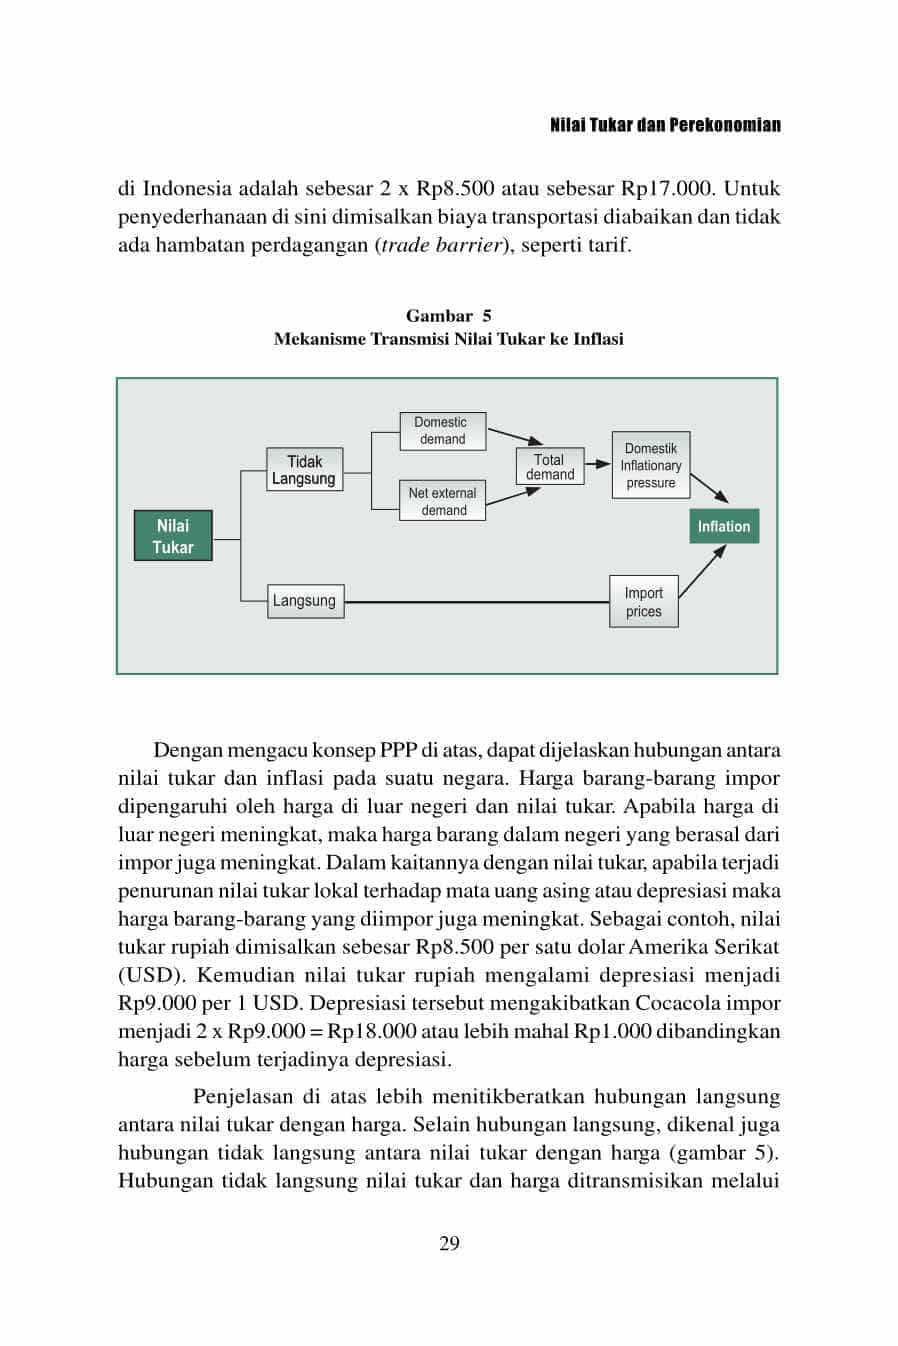 Nilai Tukar dan Perekonomian
di Indonesia adalah sebesar 2 x Rp8.500 atau sebesar Rp17.000. Untuk
penyederhanaan di sini dimisalkan biaya transportasi diabaikan dan tidak
ada hambatan perdagangan (trade barrier), seperti tarif.
Gambar 5
Mekanisme Transmisi Nilai Tukar ke Inflasi
Nilai
Tukar
Tidak
Langsung
Domestic
demand
Net external
demand
Total
demand
Domestik
Inflationary
pressure
Inflation
Langsung
Import
prices
Dengan mengacu konsep PPP di atas, dapat dijelaskan hubungan antara
nilai tukar dan inflasi pada suatu negara. Harga barang-barang impor
dipengaruhi oleh harga di luar negeri dan nilai tukar. Apabila harga di
luar negeri meningkat, maka harga barang dalam negeri yang berasal dari
impor juga meningkat. Dalam kaitannya dengan nilai tukar, apabila terjadi
penurunan nilai tukar lokal terhadap mata uang asing atau depresiasi maka
harga barang-barang yang diimpor juga meningkat. Sebagai contoh, nilai
tukar rupiah dimisalkan sebesar Rp8.500 per satu dolar Amerika Serikat
(USD). Kemudian nilai tukar rupiah mengalami depresiasi menjadi
Rp9.000 per 1 USD. Depresiasi tersebut mengakibatkan Cocacola impor
menjadi 2 x Rp9.000 = Rp18.000 atau lebih mahal Rp1.000 dibandingkan
harga sebelum terjadinya depresiasi.
Penjelasan di atas lebih menitikberatkan hubungan langsung
antara nilai tukar dengan harga. Selain hubungan langsung, dikenal juga
hubungan tidak langsung antara nilai tukar dengan harga (gambar 5).
Hubungan tidak langsung nilai tukar dan harga ditransmisikan melalui
29